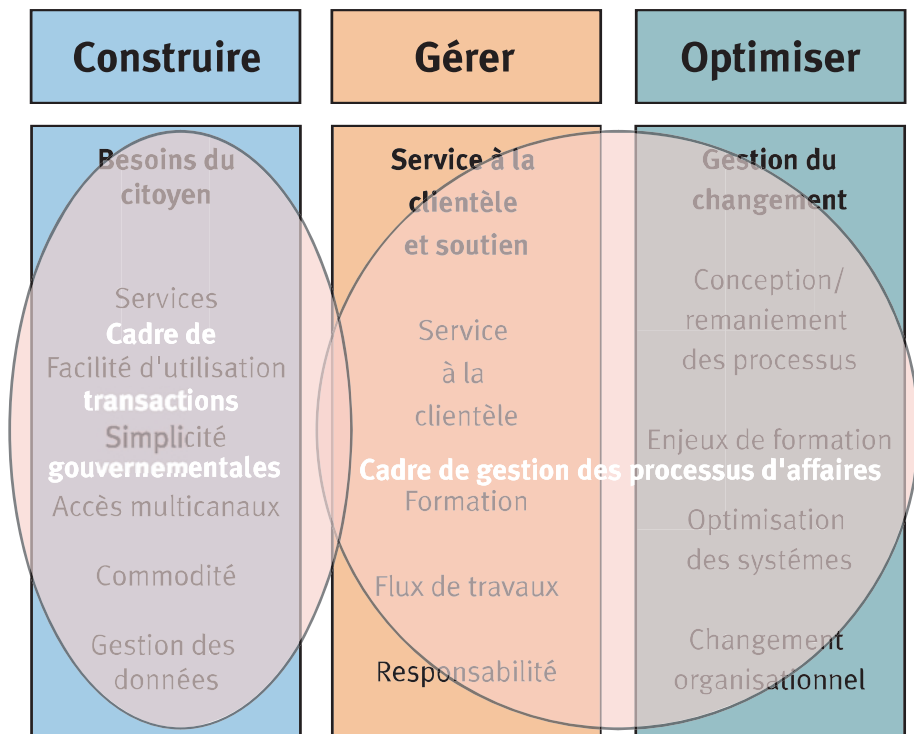 Construire
Gérer
Optimiser
Besoins du
citoyen
Services
Cadre de
Facilité d'utilisation
transactions
Simplicité
gouvernementales
Accès multicanaux
Commodité
Gestion des
données
Service à la
clientèle
et soutien
Service
à la
clientèle
Cadre de gestion des processus d'affaires
Formation
Flux de travaux
Responsabilité
Gestion du
changement
Conception/
remaniement
des processus
Enjeux de formation
Optimisation
des systémes
Changement
organisationnel